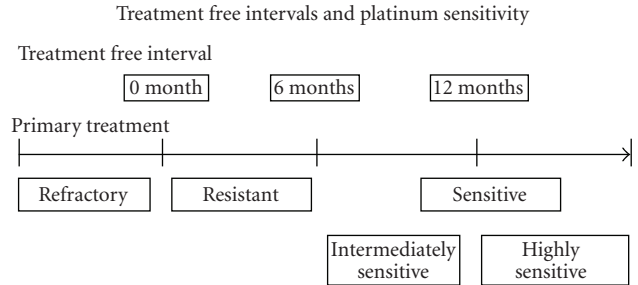 Treatment free intervals and platinum sensitivity
Treatment free interval
0 month
6 months
12 months
Primary treatment
Refractory
Resistant
Sensitive
Intermediately
sensitive
Highly
sensitive